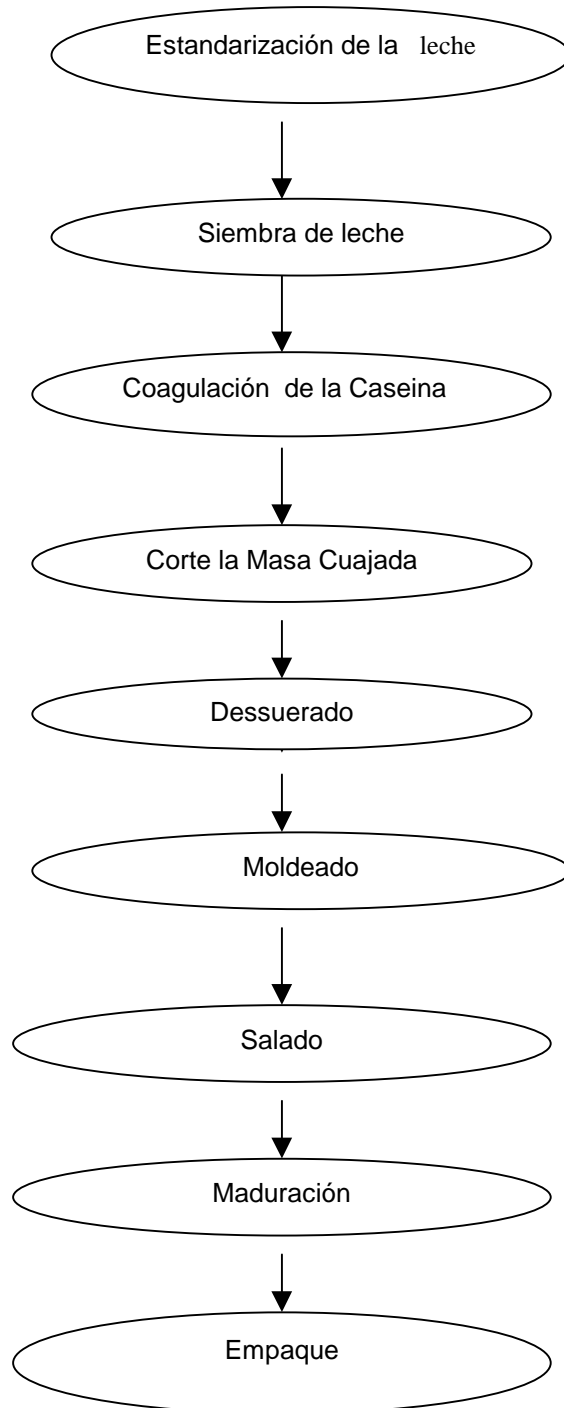 Estandarización de la leche
Siembra de leche
Coagulación de la Caseina
Corte la Masa Cuajada
Dessuerado
Moldeado
Salado
Maduración
Empaque